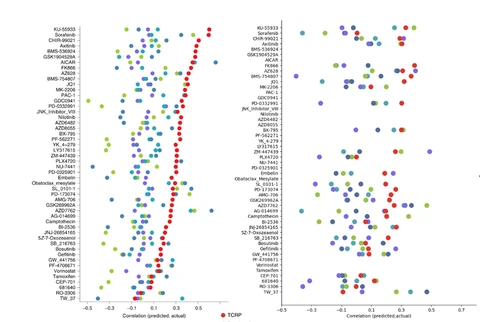 KU-55933
Sorafenib
CHIR-99021
Axitinib
BMS-536924
GSK1904529A
AICAR
FK866
AZ628
BMS-754807
JQ1
MK-2206
PAC-1
GDC0941
PD-0332991
JNK_Inhibitor_VIII
Nilotinib
AZD6482
AZD8055
BX-795
PF-562271
YK_4-279
LY317615
ZM-447439
PLX4720
NU-7441
PD-0325901
Embelin
Obatoclax_mesylate
SL_0101-1
PD-173074
AMG-706
GSK269962A
AZD7762
AG-014699
Camptothecin
BI-2536
JNJ-26854165
5Z-7-Oxozeaenol
SB_216763
Bosutinib
Gefitinib
GW_441756
PF-4708671
Vorinostat
Tamoxifen
CEP-701
681640
RO-3306
TW_37
−0.5 −0.3 −0.1 0.1 0.3 0.5
Correlation (predicted, actual)
TCRP
KU-55933
Sorafenib
CHIR-99021
Axitinib
BMS-536924
GSK1904529A
AICAR
FK866
AZ628
BMS-754807
JQ1
MK-2206
PAC-1
GDC0941
PD-0332991
JNK_Inhibitor_VIII
Nilotinib
AZD6482
AZD8055
BX-795
PF-562271
YK_4-279
LY317615
ZM-447439
PLX4720
NU-7441
PD-0325901
Embelin
Obatoclax_Mesylate
SL_0101-1
PD-173074
AMG-706
GSK269962A
AZD7762
AG-014699
Camptothecin
BI-2536
JNJ-26854165
5Z-7-Oxozeaenol
SB_216763
Bosutinib
Gefitinib
GW_441756
PF-4708671
Vorinostat
Tamoxifen
CEP-701
681640
RO-3306
TW_37
−0.5 −0.3 −0.1 0.1 0.3 0.5 0.7
Correlation (predicted,actual)